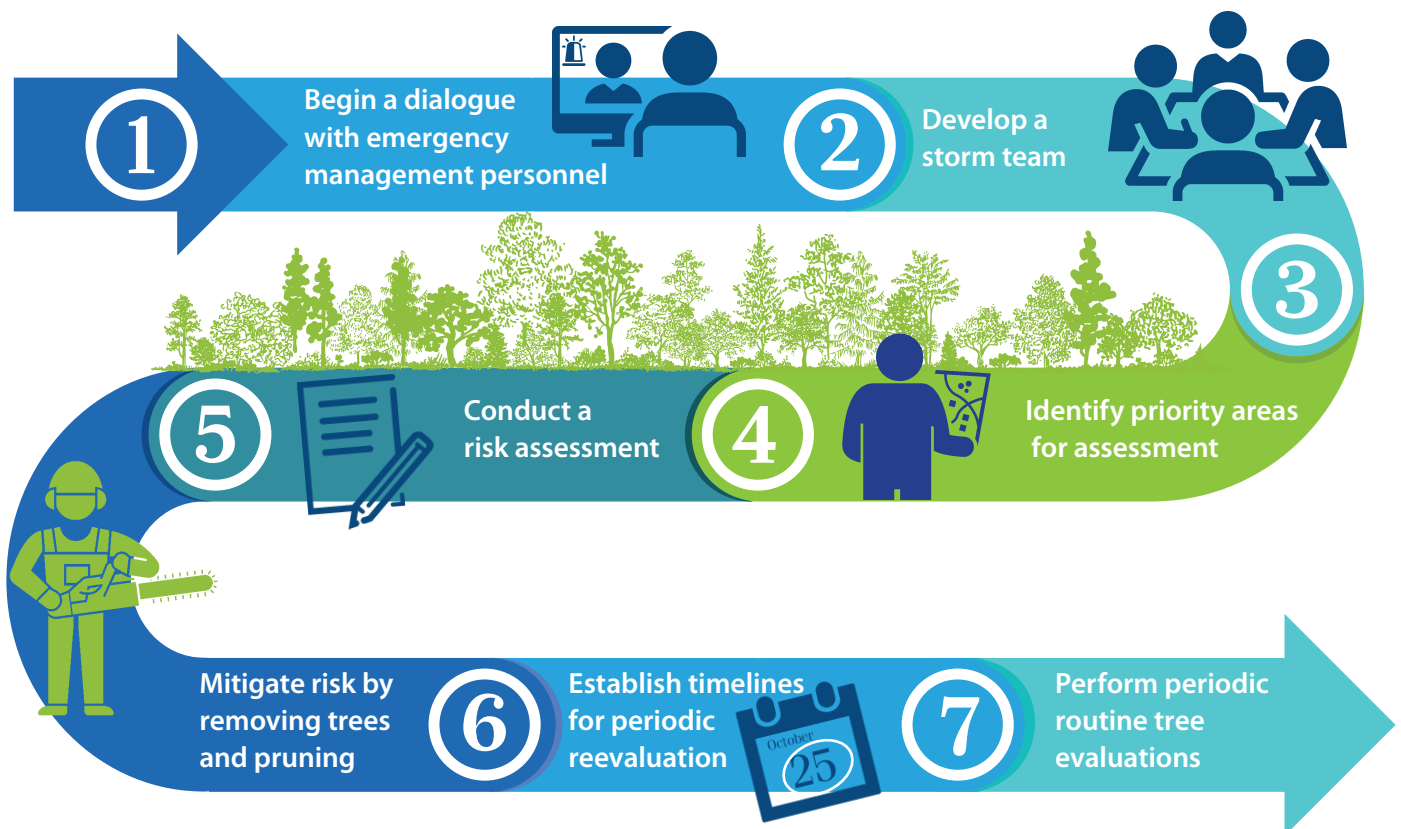 1
Begin a dialogue
with emergency
management personnel
2
Develop a
storm team
3
Identify priority areas
for assessment
4
Conduct a
risk assessment
5
Mitigate risk by
removing trees
and pruning
6
Establish timelines
for periodic
reevaluation
October
25
7
Perform periodic
routine tree
evaluations